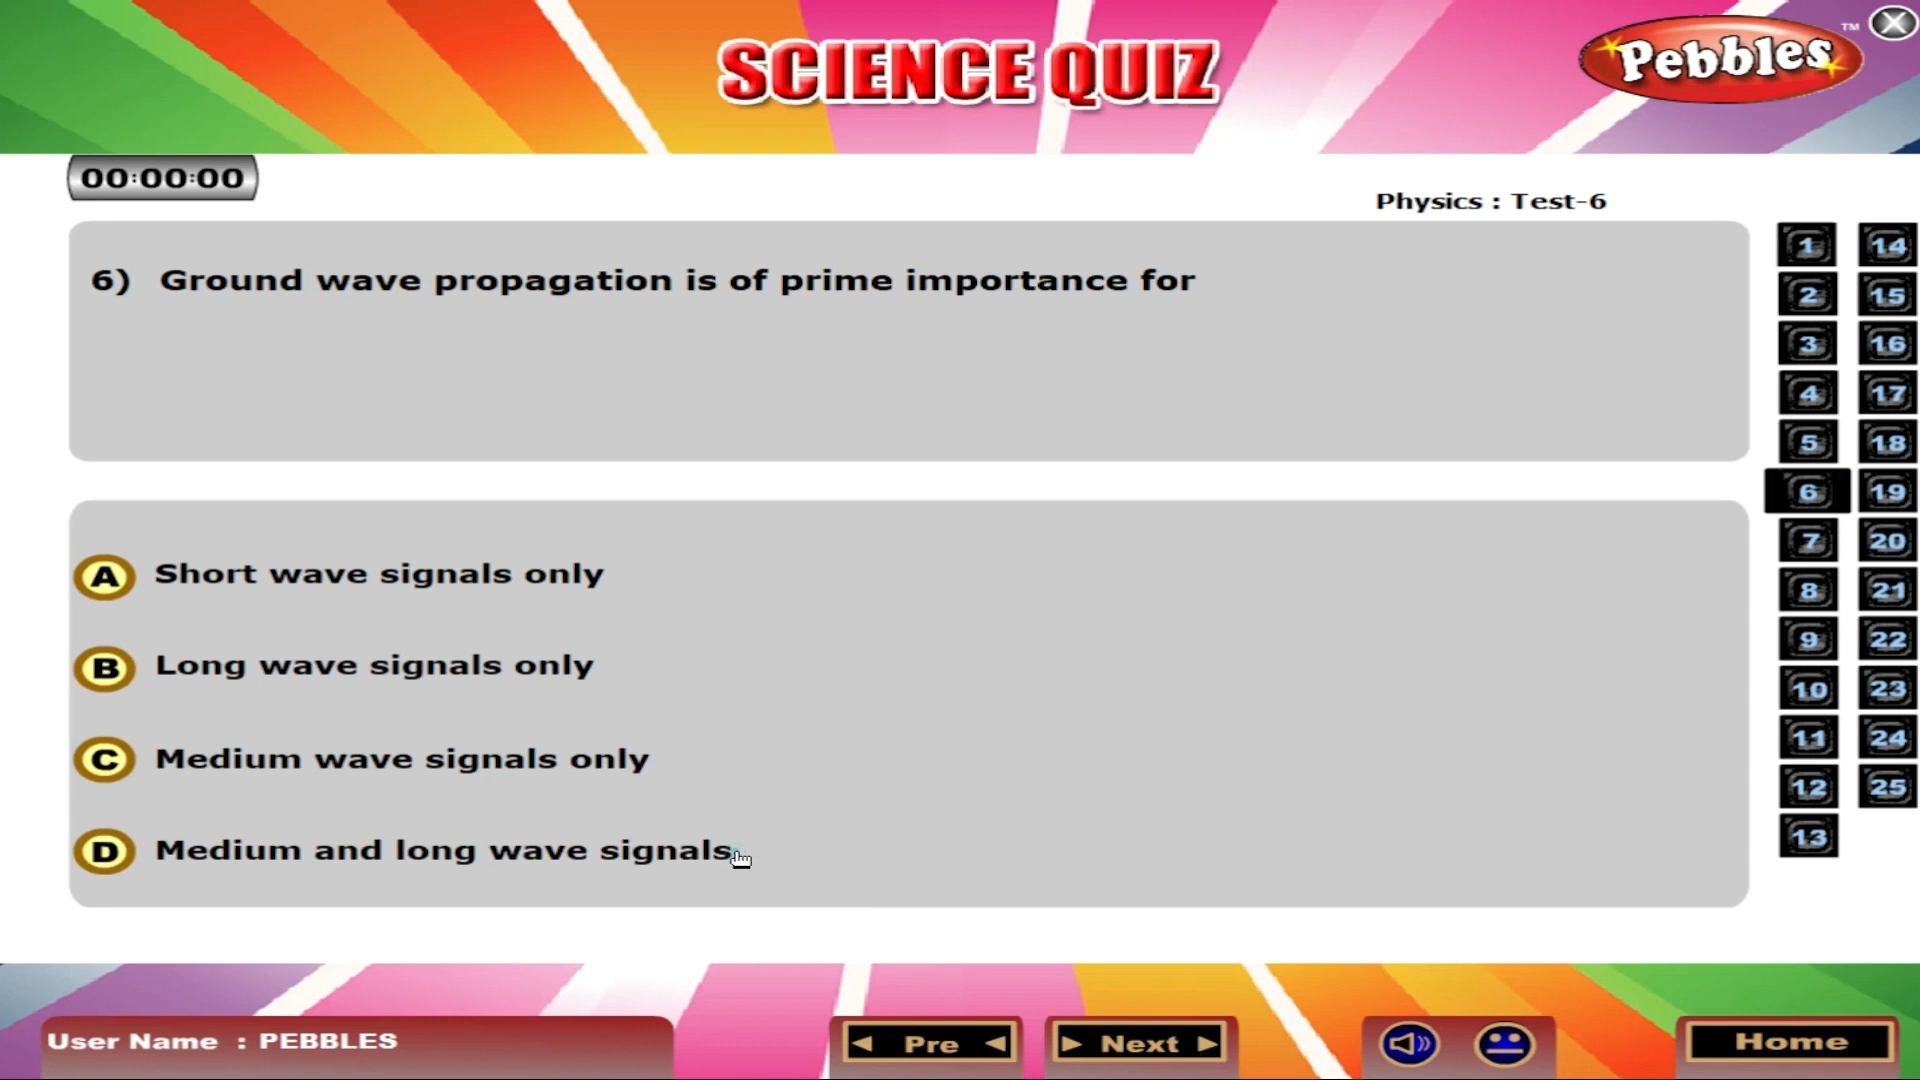 SCIENCE QUIZ
Pebbles™
X
00:00:00
Physics : Test-6
6) Ground wave propagation is of prime importance for
A Short wave signals only
B Long wave signals only
C Medium wave signals only
D Medium and long wave signals
1 14
2 15
3 16
4 17
5 18
6 19
7 20
8 21
9 22
10 23
11 24
12 25
13
User Name : PEBBLES
Pre
Next
Home